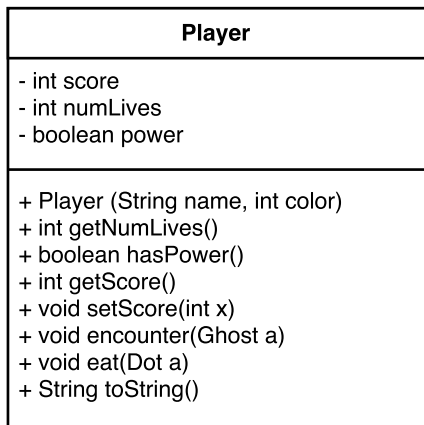 Player
- int score
- int numLives
- boolean power
+ Player (String name, int color)
+ int getNumLives()
+ boolean hasPower()
+ int getScore()
+ void setScore(int x)
+ void encounter(Ghost a)
+ void eat(Dot a)
+ String toString()